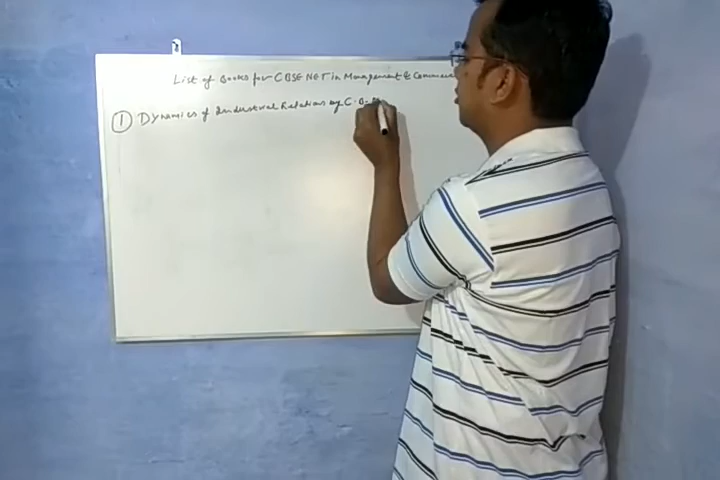 List of Books for CBSE NET in Management & Commerce
① Dynamics of Industrial Relations by C.B.